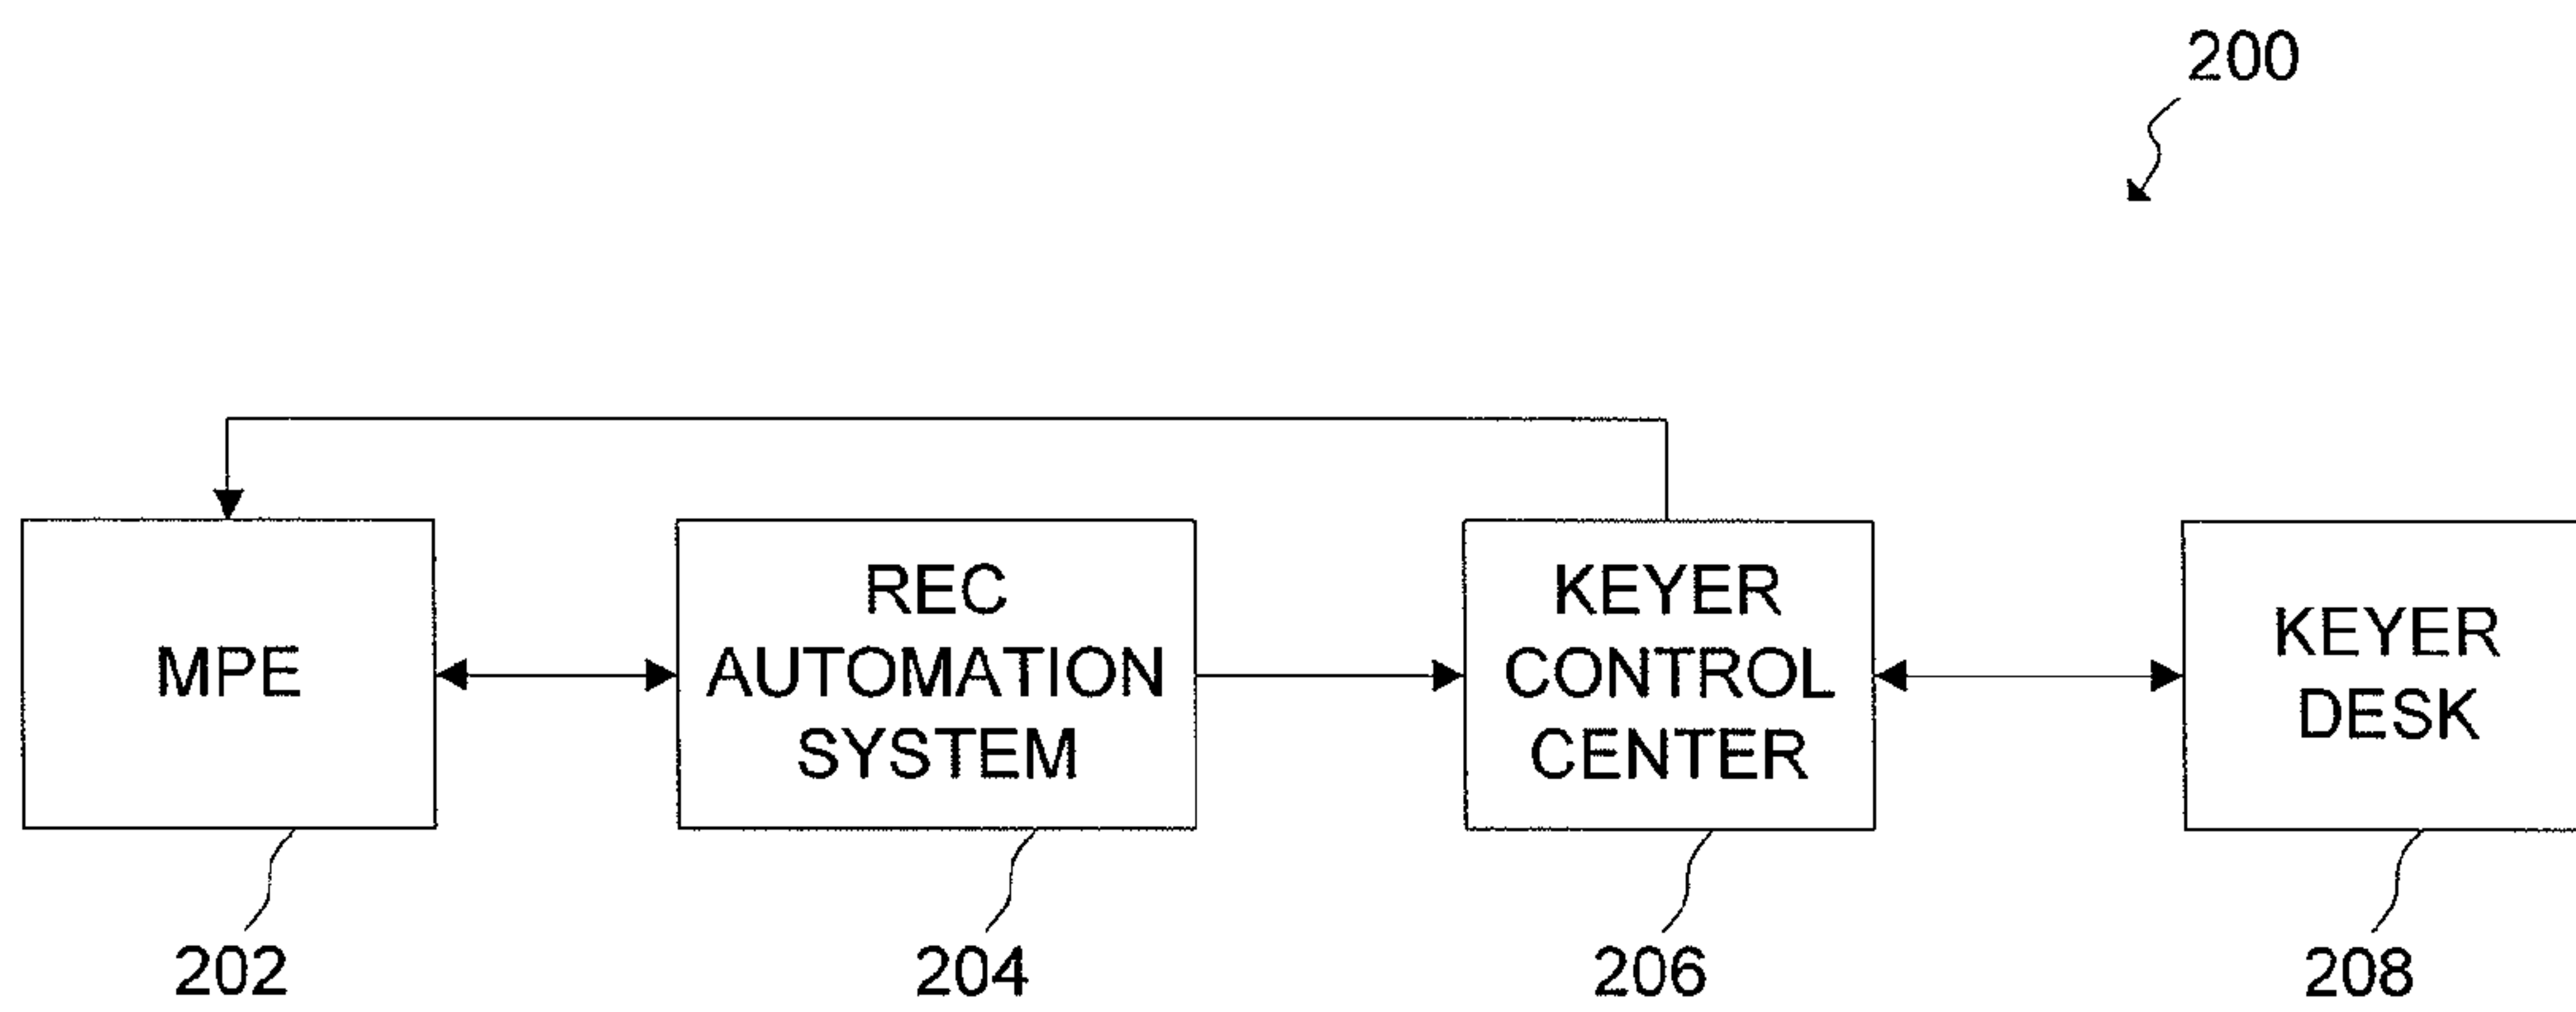 200
MPE
REC
AUTOMATION
SYSTEM
KEYER
CONTROL
CENTER
KEYER
DESK
202
204
206
208